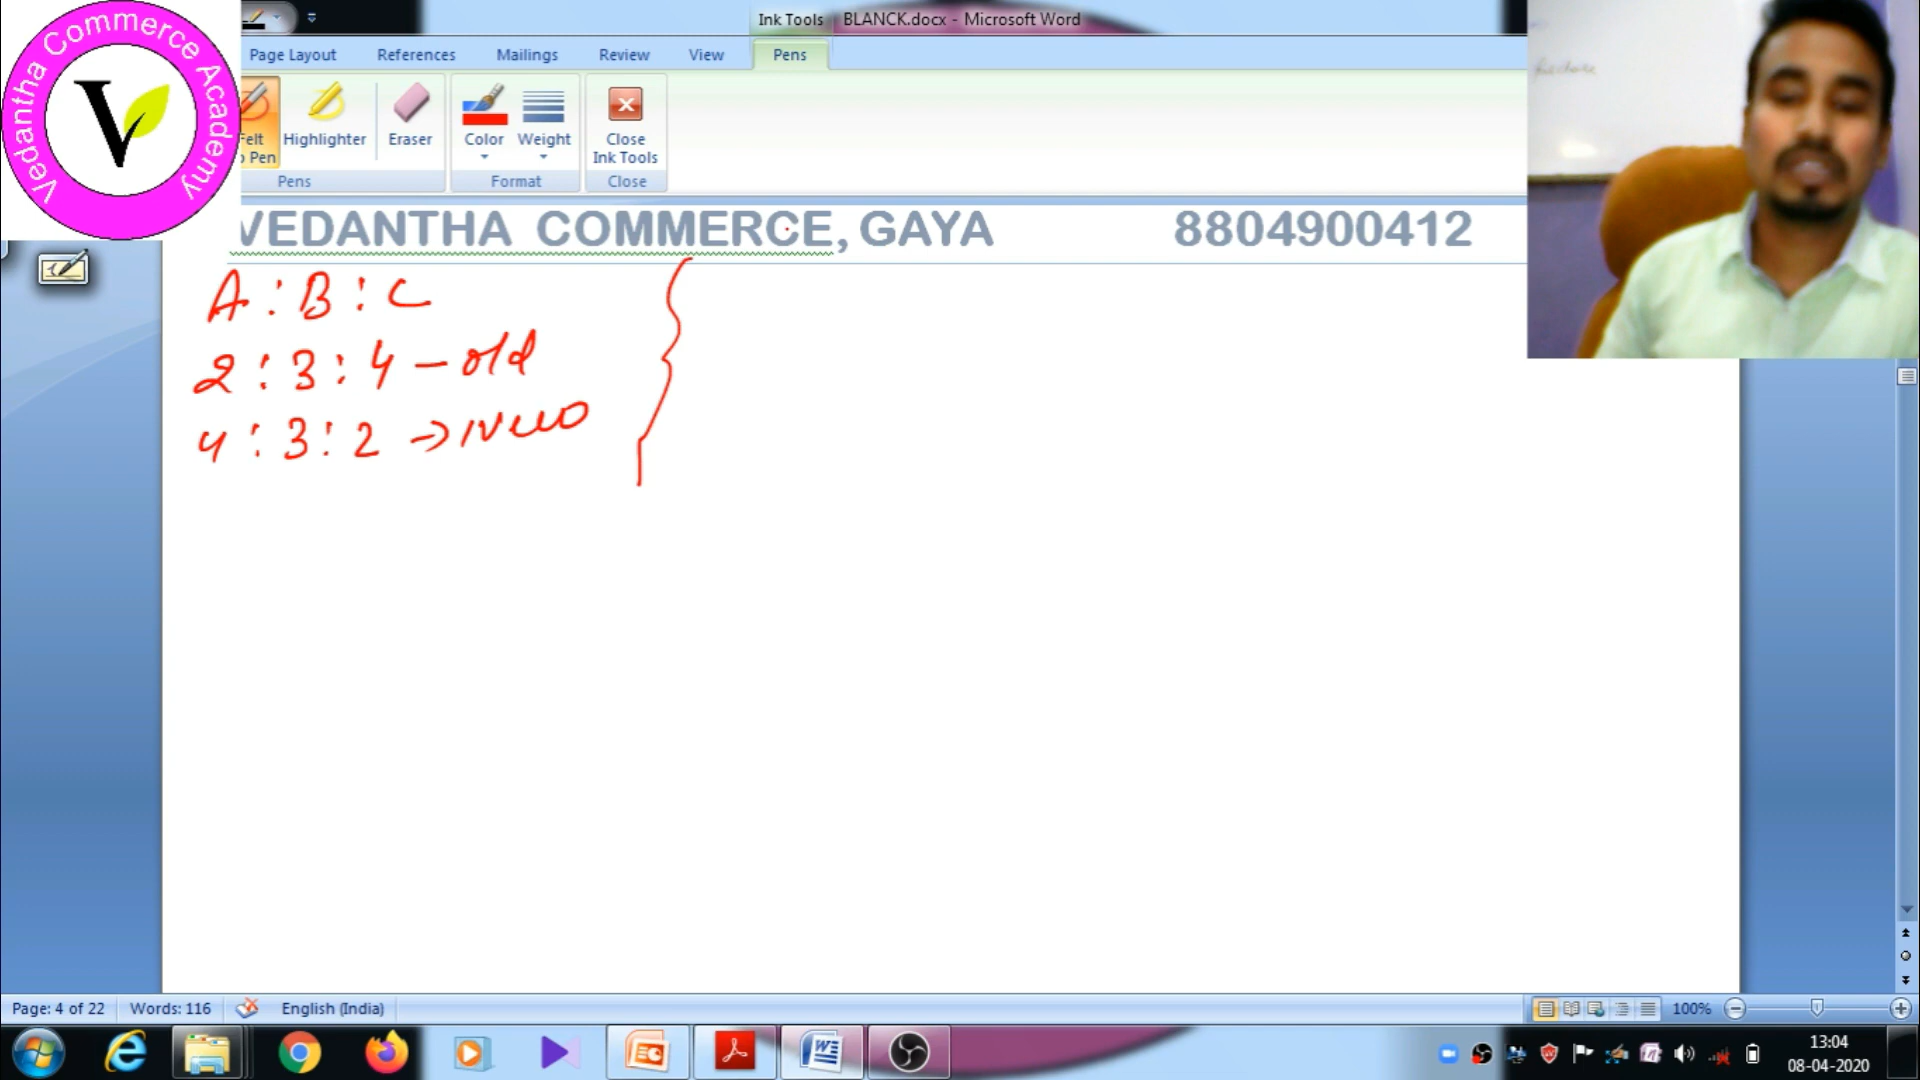 Vedantha Commerce Academy
V
Ink Tools
BLANCK.docx - Microsoft Word
Page Layout
References
Mailings
Review
View
Pens
Felt
Pen
Highlighter
Eraser
Color
Weight
Close
Ink Tools
Pens
Format
Close
VEDANTHA COMMERCE, GAYA
8804900412
A : B : C
2 : 3 : 4 — old
4 : 3 : 2 → New
Page: 4 of 22
Words: 116
English (India)
100%
13:04
08-04-2020